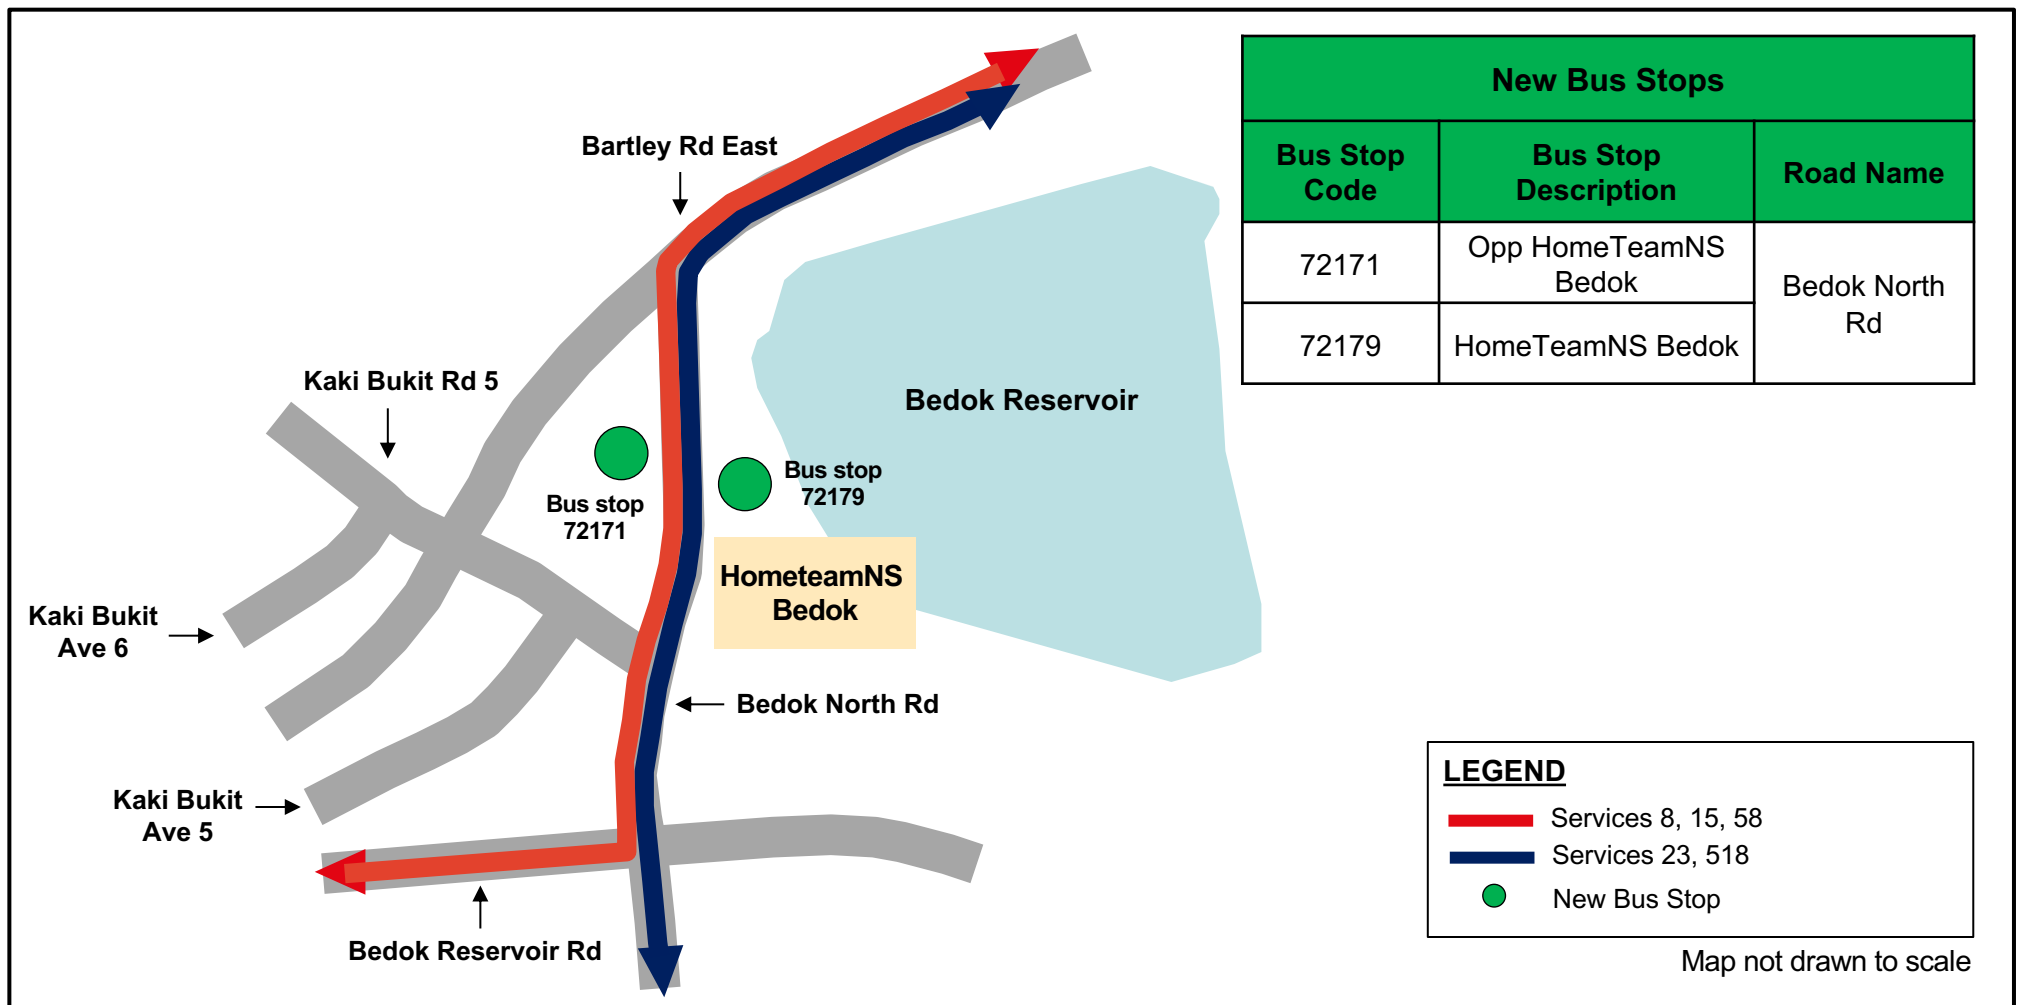 New Bus Stops
Bus Stop
Code
Bus Stop
Description
Road Name
72171
Opp HomeTeamNS
Bedok
Bedok North
Rd
72179
HomeTeamNS Bedok
Bartley Rd East
Kaki Bukit Rd 5
Bedok Reservoir
Bus stop
72171
Bus stop
72179
HometeamNS
Bedok
Kaki Bukit
Ave 6
Bedok North Rd
Kaki Bukit
Ave 5
Bedok Reservoir Rd
LEGEND
Services 8, 15, 58
Services 23, 518
New Bus Stop
Map not drawn to scale